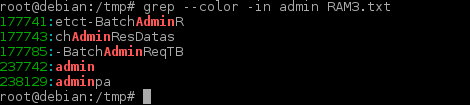 root@debian:/tmp# grep --color -in admin RAM3.txt
177741:etct-BatchAdminR
177743:chAdminResDatas
177785:-BatchAdminReqTB
237742:admin
238129:adminpa
root@debian:/tmp#